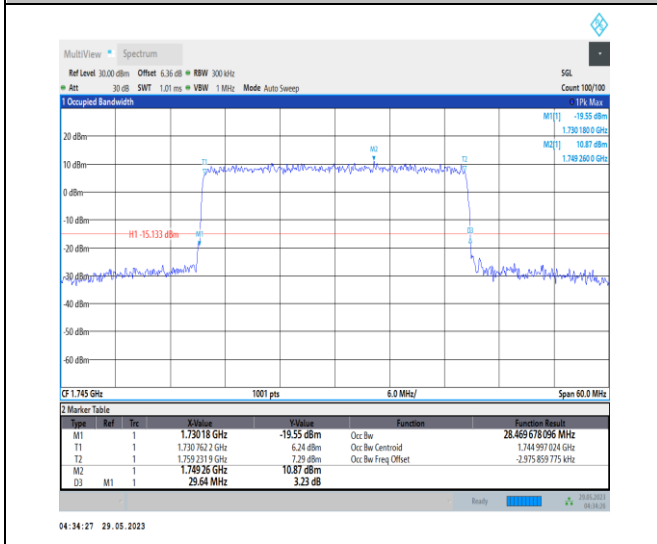 MultiView Spectrum
Ref Level 30.00 dBm Offset 6.36 dB RBW 300 kHz SGL
Att 30 dB SWT 1.01 ms VBW 1 MHz Mode Auto Sweep Count 100/100
1 Occupied Bandwidth 1Pk Max
M1[1] -19.55 dBm
1.730 180 0 GHz
M2[1] 10.87 dBm
1.749 260 0 GHz
20 dBm
M2
T1 T2
10 dBm
0 dBm
-10 dBm
H1 -15.133 dBm M1 D3
-20 dBm
-30 dBm
-40 dBm
-50 dBm
-60 dBm
CF 1.745 GHz 1001 pts 6.0 MHz/ Span 60.0 MHz
2 Marker Table
Type Ref Trc X-Value Y-Value Function Function Result
M1 1 1.73018 GHz -19.55 dBm Occ Bw 28.469 678 096 MHz
T1 1 1.730 762 2 GHz 6.24 dBm Occ Bw Centroid 1.744 997 024 GHz
T2 1 1.759 231 9 GHz 7.29 dBm Occ Bw Freq Offset -2.975 859 775 kHz
M2 1 1.749 26 GHz 10.87 dBm
D3 M1 1 29.64 MHz 3.23 dB
Ready 29.05.2023
04:34:26
04:34:27 29.05.2023